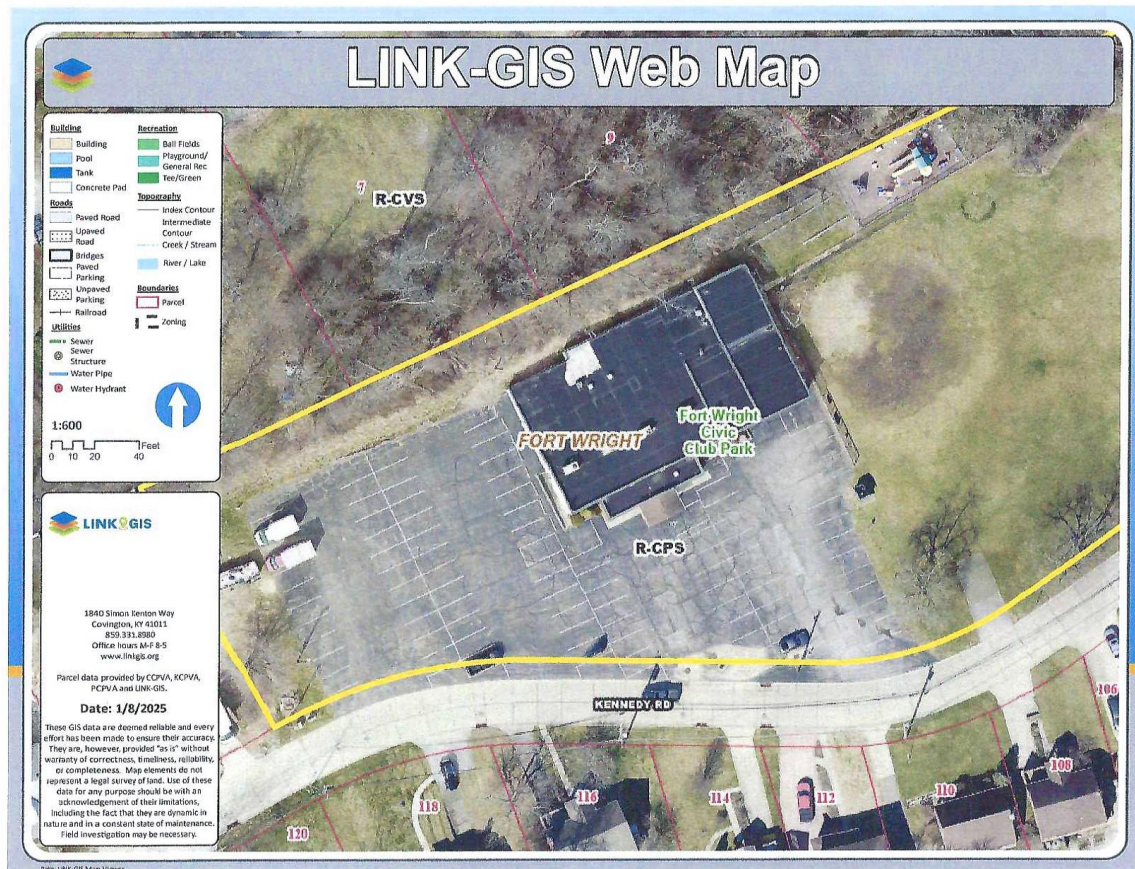 LINK-GIS Web Map
Building
Building
Pool
Tank
Concrete Pad
Roads
Paved Road
Upaved
Road
Bridges
Paved
Parking
Unpaved
Parking
Railroad
Utilities
Sewer
Sewer
Structure
Water Pipe
Water Hydrant
Recreation
Ball Fields
Playground/
General Rec
Tee/Green
Topography
Index Contour
Intermediate
Contour
Creek / Stream
River / Lake
Boundaries
Parcel
Zoning
1:600
Feet
0 10 20 40
LINK GIS
1840 Simon Kenton Way
Covington, KY 41011
859.331.8980
Office hours M-F 8-5
www.linkgis.org
Parcel data provided by CCPVA, KCPVA,
PCPVA and LINK-GIS.
Date: 1/8/2025
These GIS data are deemed reliable and every
effort has been made to ensure their accuracy.
They are, however, provided "as is" without
warranty of correctness, timeliness, reliability,
or completeness. Map elements do not
represent a legal survey of land. Use of these
data for any purpose should be with an
acknowledgement of their limitations,
including the fact that they are dynamic in
nature and in a constant state of maintenance.
Field investigation may be necessary.
9
7
R-CVS
FORT WRIGHT
Fort Wright
Civic
Club Park
R-CPS
KENNEDY RD
106
108
110
112
114
116
118
120